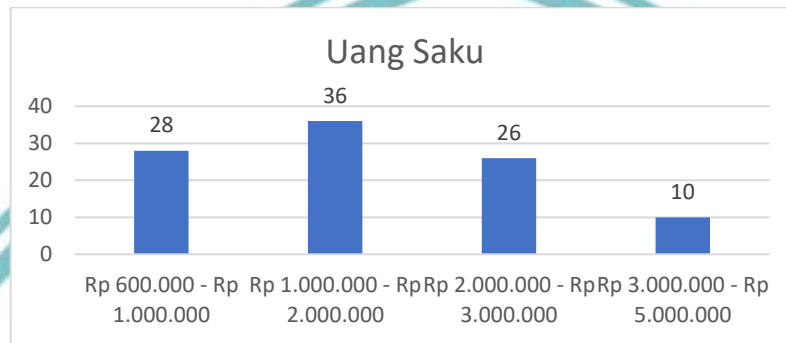 Uang Saku
40
30
20
10
0
28
36
26
10
Rp 600.000 - Rp
1.000.000
Rp 1.000.000 - Rp
2.000.000
Rp 2.000.000 - Rp
3.000.000
Rp 3.000.000 - Rp
5.000.000